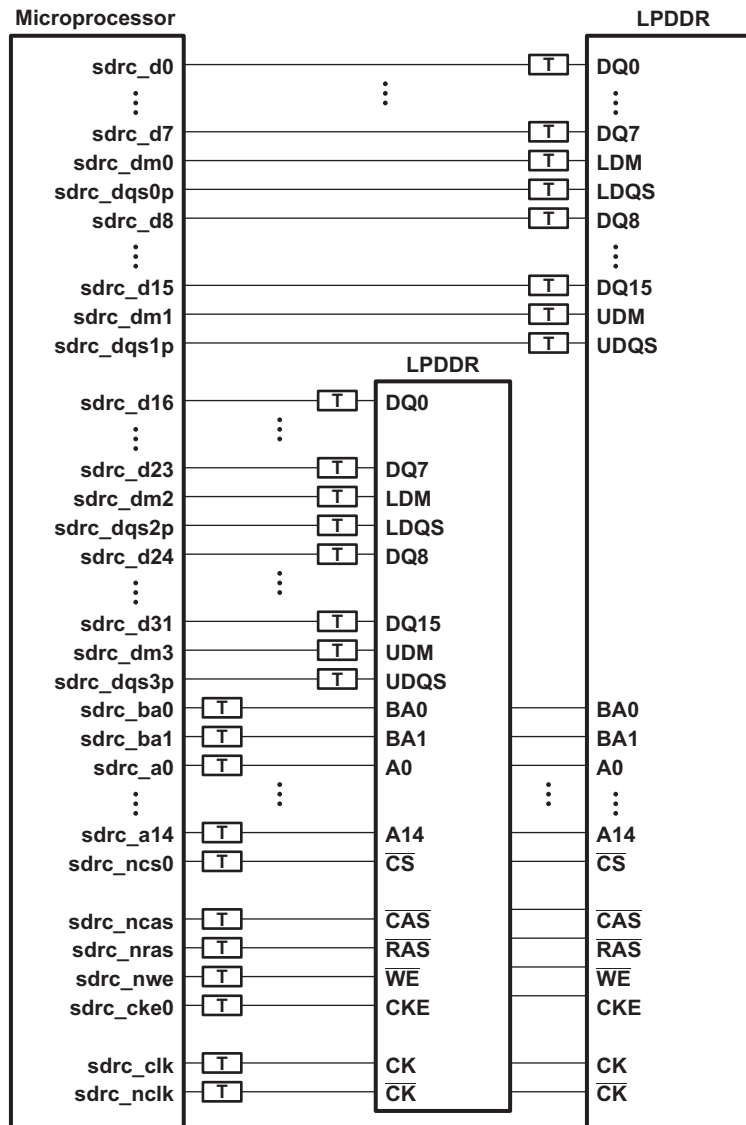 Microprocessor LPDDR
sdrc_d0 T DQ0
sdrc_d7 T DQ7
sdrc_dm0 T LDM
sdrc_dqs0p T LDQS
sdrc_d8 T DQ8
sdrc_d15 T DQ15
sdrc_dm1 T UDM
sdrc_dqs1p T UDQS
LPDDR
sdrc_d16 T DQ0
sdrc_d23 T DQ7
sdrc_dm2 T LDM
sdrc_dqs2p T LDQS
sdrc_d24 T DQ8
sdrc_d31 T DQ15
sdrc_dm3 T UDM
sdrc_dqs3p T UDQS
sdrc_ba0 T BA0 BA0
sdrc_ba1 T BA1 BA1
sdrc_a0 T A0 A0
sdrc_a14 T A14 A14
sdrc_ncs0 T CS CS
sdrc_ncas T CAS CAS
sdrc_nras T RAS RAS
sdrc_nwe T WE WE
sdrc_cke0 T CKE CKE
sdrc_clk T CK CK
sdrc_nclk T CK CK